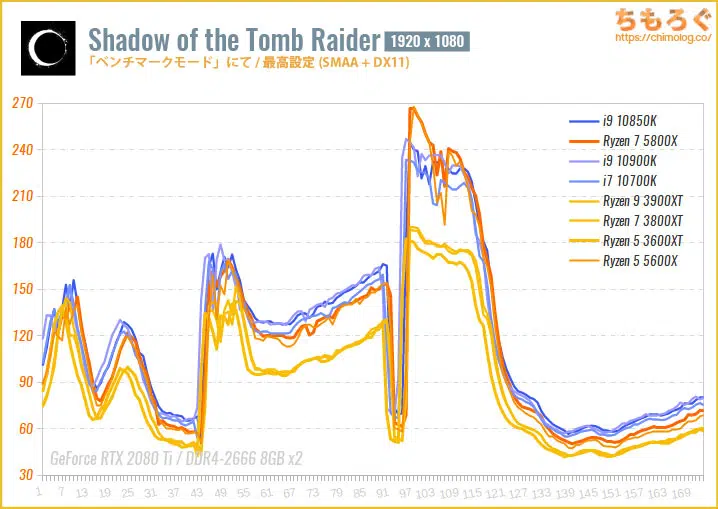 Shadow of the Tomb Raider 1920 x 1080
「ベンチマークモード」にて / 最高設定 (SMAA + DX11)
ちもろぐ
https://chimolog.co/
270
240
210
180
150
120
90
60
30
i9 10850K
Ryzen 7 5800X
i9 10900K
i7 10700K
Ryzen 9 3900XT
Ryzen 7 3800XT
Ryzen 5 3600XT
Ryzen 5 5600X
GeForce RTX 2080 Ti / DDR4-2666 8GB x2
1 7 13 19 25 31 37 43 49 55 61 67 73 79 85 91 97 103 109 115 121 127 133 139 145 151 157 163 169